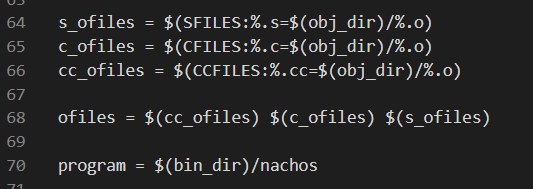 64 s_ofiles = $(SFILES:%.s=$(obj_dir)/%.o)
65 c_ofiles = $(CFILES:%.c=$(obj_dir)/%.o)
66 cc_ofiles = $(CCFILES:%.cc=$(obj_dir)/%.o)
67
68 ofiles = $(cc_ofiles) $(c_ofiles) $(s_ofiles)
69
70 program = $(bin_dir)/nachos